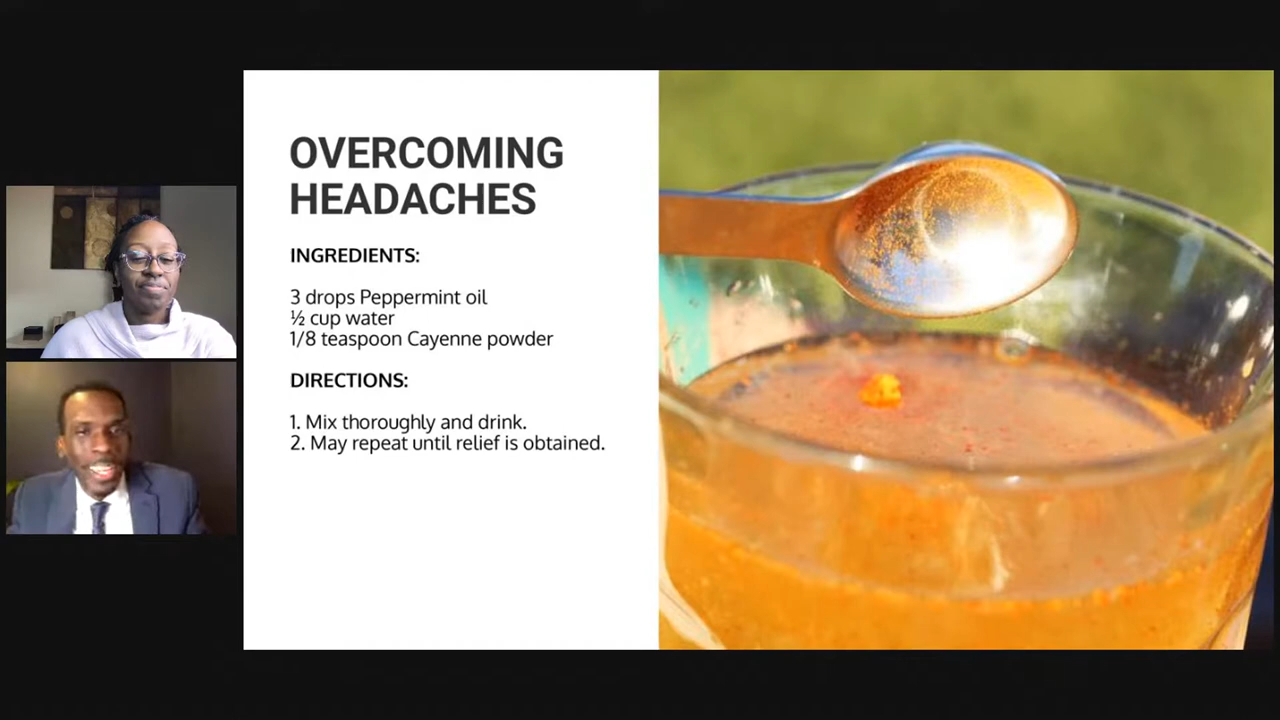 OVERCOMING
HEADACHES
INGREDIENTS:
3 drops Peppermint oil
½ cup water
1/8 teaspoon Cayenne powder
DIRECTIONS:
1. Mix thoroughly and drink.
2. May repeat until relief is obtained.